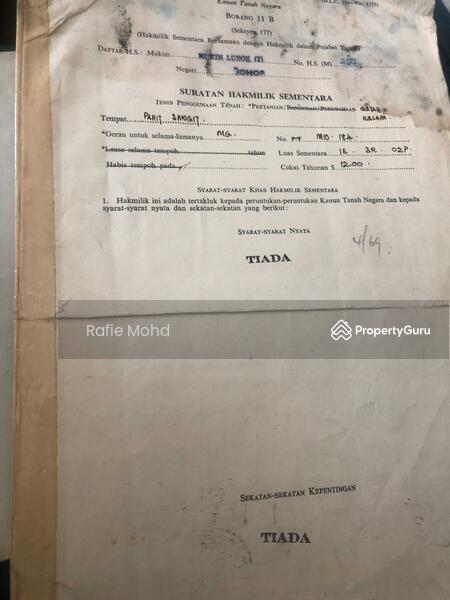 Kanun Tanah Negara
BORANG 11 B
(Seksyen, 177)
(Hakmilik Sementara Bersamaan dengan Hakmilik dalam Pejabat Tanah)
DAFTAR H.S.: Mukim MUKIM LUBOK (I) No. H.S. (M) 250
Negeri JOHOR
SURATAN HAKMILIK SEMENTARA
JENIS PENGGUNAAN TANAH: *PERTANIAN/BANGUNAN/PERUSAHAAN GETAH & KELAPA
Tempat PARIT SANGGIT.
*Geran untuk selama-lamanya MG. No. PT MLO 184
*Lease selama tempoh tahun Luas Sementara 1E. 3R. 02P.
Habis tempoh pada Cukai Tahunan $ 12.00.
SYARAT-SYARAT KHAS HAKMILIK SEMENTARA
1. Hakmilik ini adalah tertakluk kepada peruntukan-peruntukan Kanun Tanah Negara dan kepada
syarat-syarat nyata dan sekatan-sekatan yang berikut:
SYARAT-SYARAT NYATA
4/69.
TIADA
Rafie Mohd
PropertyGuru
SEKATAN-SEKATAN KEPENTINGAN
TIADA